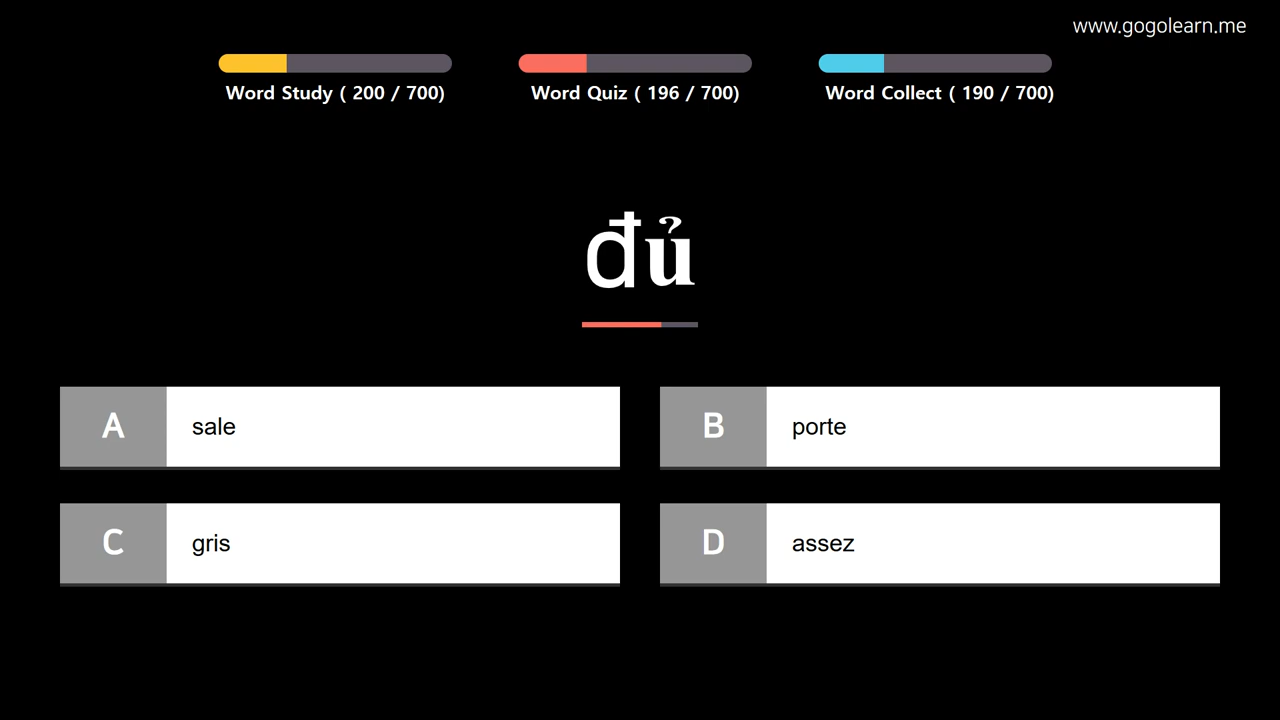 www.gogolearn.me
Word Study ( 200 / 700)
Word Quiz ( 196 / 700)
Word Collect ( 190 / 700)
đủ
A sale
B porte
C gris
D assez